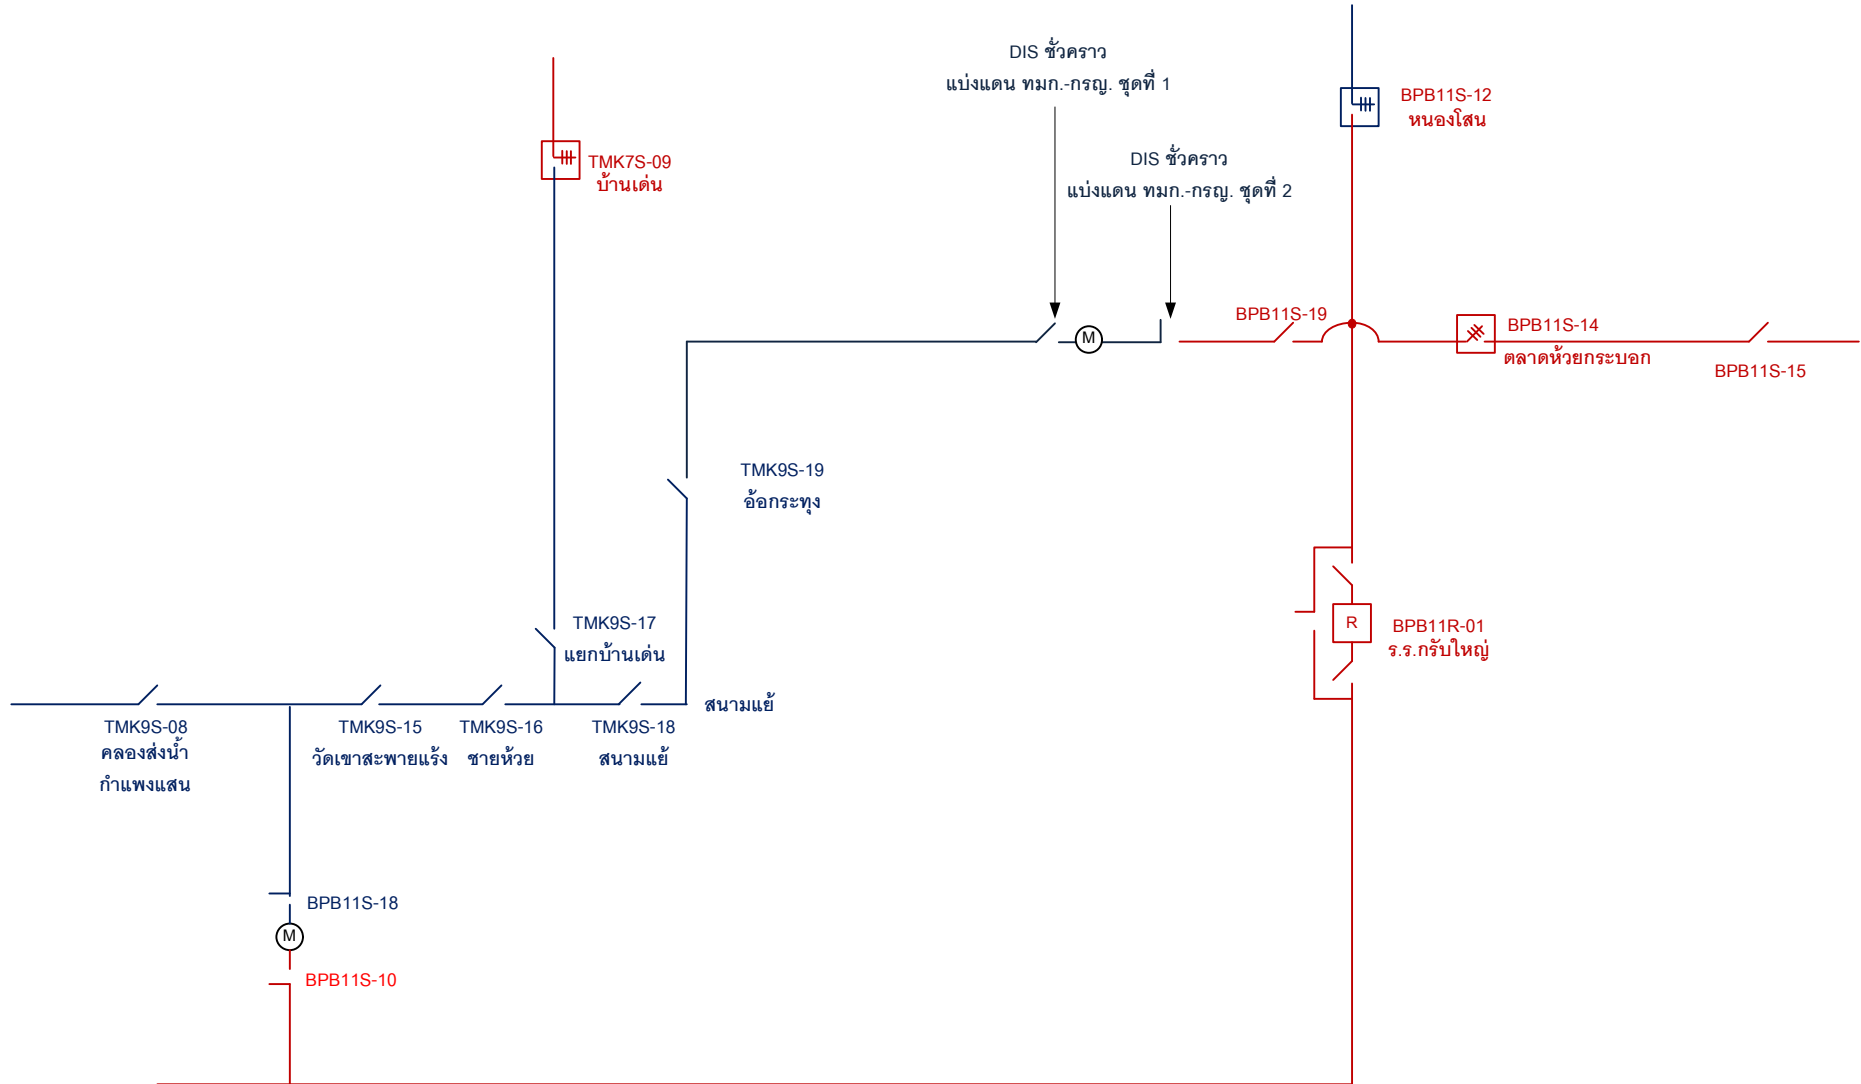 DIS ชั่วคราว
แบ่งแดน ทมก.-กรญ. ชุดที่ 1
BPB11S-12
หนองโสน
TMK7S-09
บ้านเด่น
DIS ชั่วคราว
แบ่งแดน ทมก.-กรญ. ชุดที่ 2
BPB11S-19
BPB11S-14
ตลาดห้วยกระบอก
BPB11S-15
M
TMK9S-19
อ้อกระทุง
TMK9S-17
แยกบ้านเด่น
R
BPB11R-01
ร.ร.กรับใหญ่
สนามแย้
TMK9S-08
คลองส่งน้ำ
กำแพงแสน
TMK9S-15
วัดเขาสะพายแร้ง
TMK9S-16
ชายห้วย
TMK9S-18
สนามแย้
BPB11S-18
M
BPB11S-10